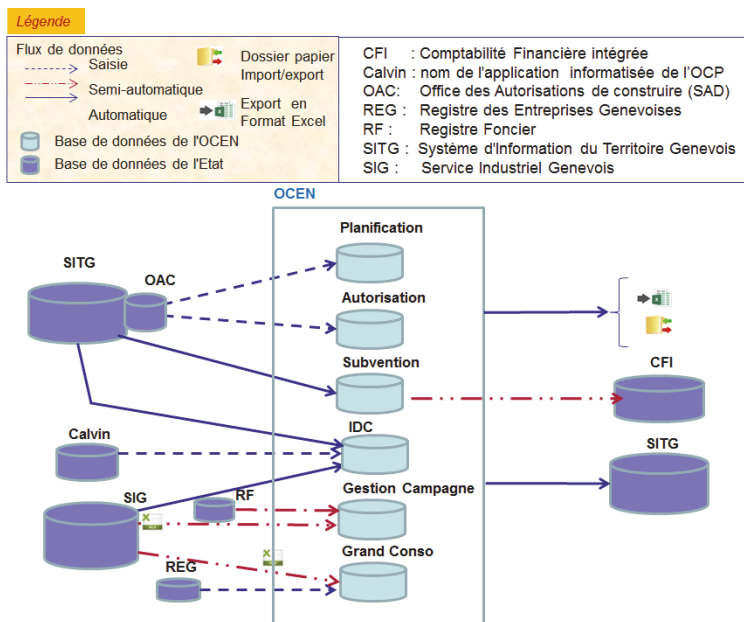 Légende
Flux de données
Saisie
Semi-automatique
Automatique
Dossier papier
Import/export
Export en
Format Excel
Base de données de l'OCEN
Base de données de l'Etat
CFI : Comptabilité Financière intégrée
Calvin : nom de l'application informatisée de l'OCP
OAC: Office des Autorisations de construire (SAD)
REG : Registre des Entreprises Genevoises
RF : Registre Foncier
SITG : Système d'Information du Territoire Genevois
SIG : Service Industriel Genevois
OCEN
Planification
SITG
OAC
Autorisation
Subvention
CFI
IDC
Calvin
SITG
Gestion Campagne
SIG
RF
Grand Conso
REG